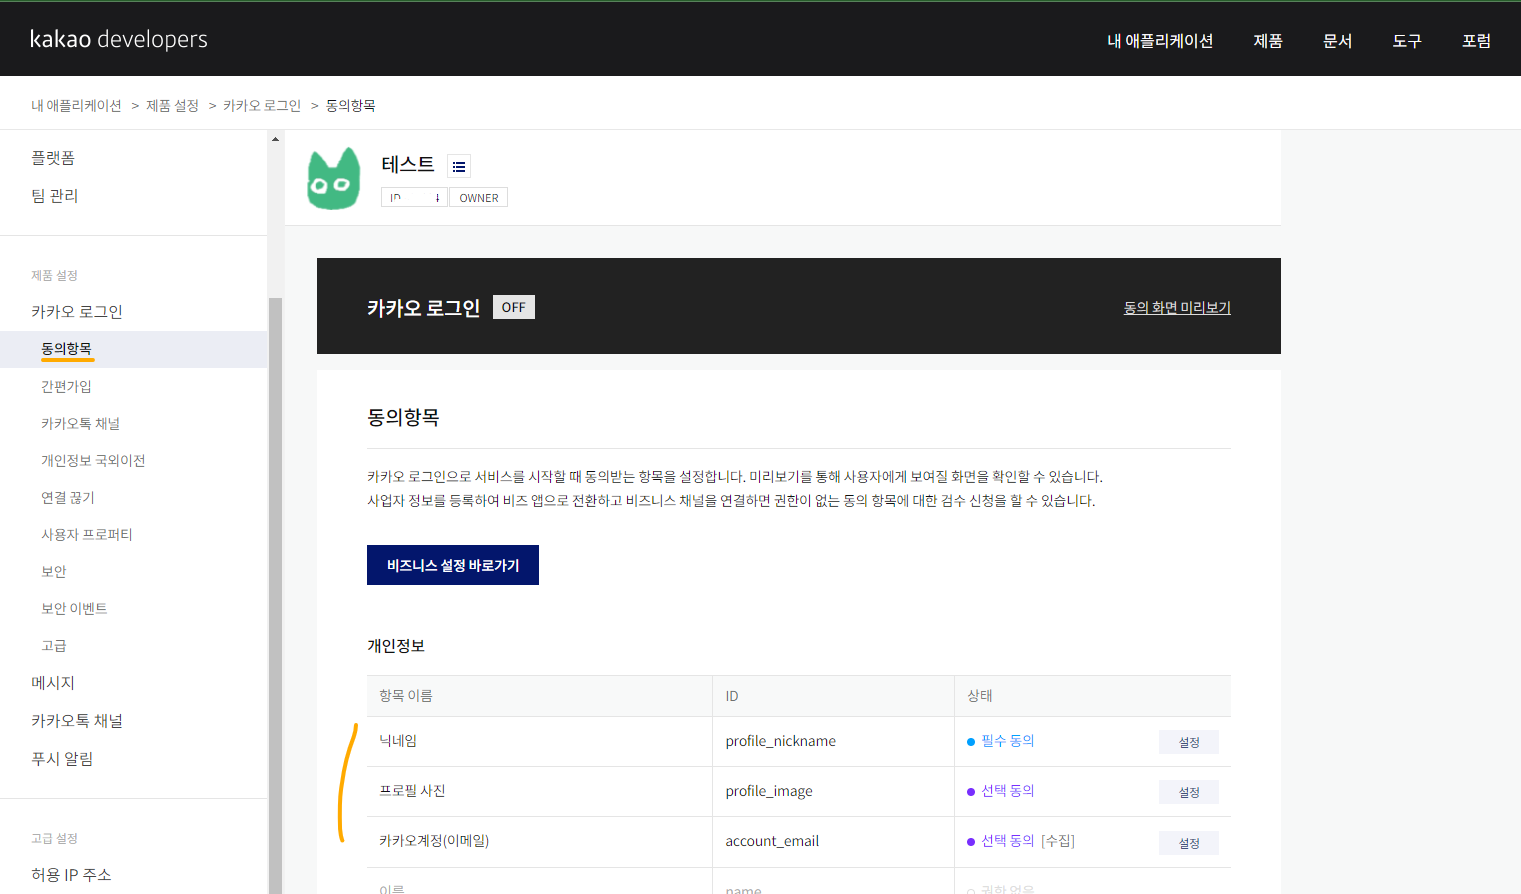 kakao developers
내 애플리케이션 제품 문서 도구 포럼
내 애플리케이션 > 제품 설정 > 카카오 로그인 > 동의항목
플랫폼
팀 관리
제품 설정
카카오 로그인
동의항목
간편가입
카카오톡 채널
개인정보 국외이전
연결 끊기
사용자 프로퍼티
보안
보안 이벤트
고급
메시지
카카오톡 채널
푸시 알림
고급 설정
허용 IP 주소
테스트
OWNER
카카오 로그인 OFF 동의 화면 미리보기
동의항목
카카오 로그인으로 서비스를 시작할 때 동의받는 항목을 설정합니다. 미리보기를 통해 사용자에게 보여질 화면을 확인할 수 있습니다.
사업자 정보를 등록하여 비즈 앱으로 전환하고 비즈니스 채널을 연결하면 권한이 없는 동의 항목에 대한 검수 신청을 할 수 있습니다.
비즈니스 설정 바로가기
개인정보
항목 이름 ID 상태
닉네임 profile_nickname 필수 동의 설정
프로필 사진 profile_image 선택 동의 설정
카카오계정(이메일) account_email 선택 동의 [수집] 설정
이름 name 권한 없음